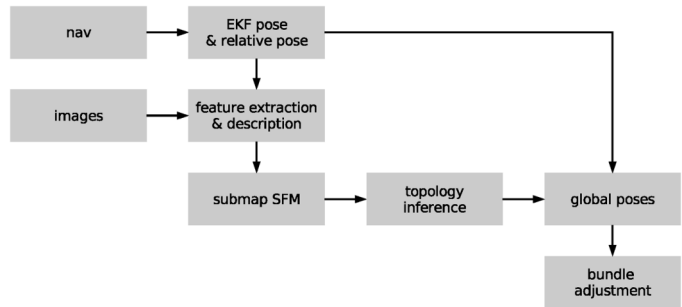 nav
EKF pose
& relative pose
images
feature extraction
& description
submap SFM
topology
inference
global poses
bundle
adjustment